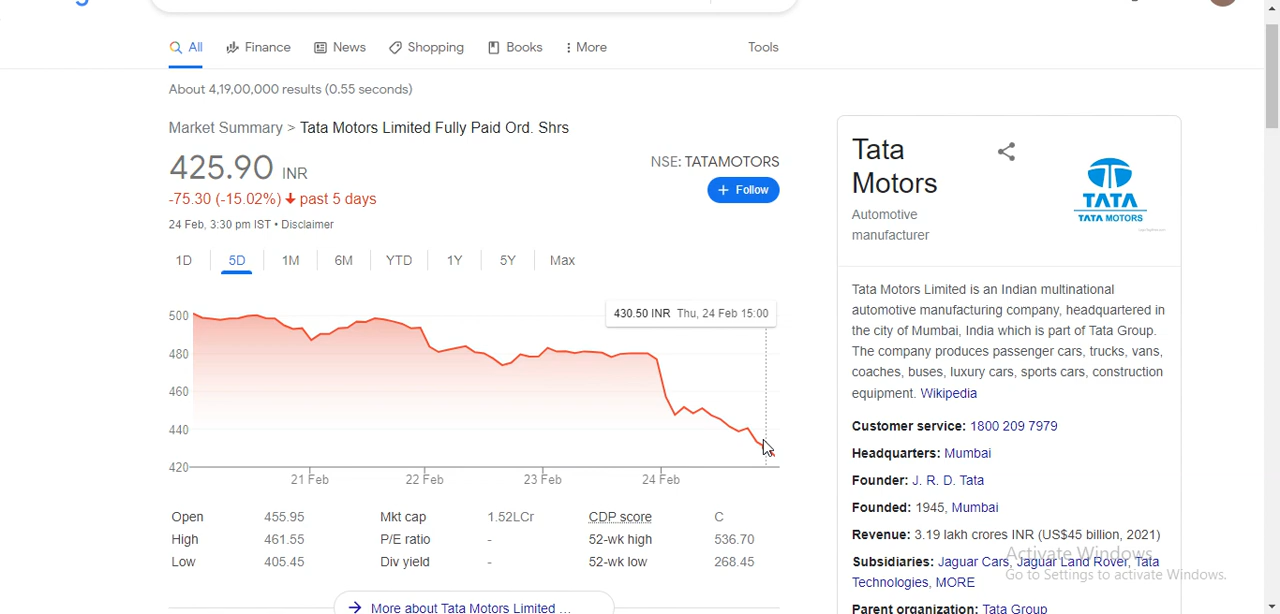 All
Finance
News
Shopping
Books
More
Tools
About 4,19,00,000 results (0.55 seconds)
Market Summary > Tata Motors Limited Fully Paid Ord. Shrs
425.90 INR
-75.30 (-15.02%) past 5 days
24 Feb, 3:30 pm IST • Disclaimer
NSE: TATAMOTORS
+ Follow
1D 5D 1M 6M YTD 1Y 5Y Max
430.50 INR Thu, 24 Feb 15:00
500
480
460
440
420
21 Feb 22 Feb 23 Feb 24 Feb
Open 455.95 Mkt cap 1.52LCr CDP score C
High 461.55 P/E ratio - 52-wk high 536.70
Low 405.45 Div yield - 52-wk low 268.45
More about Tata Motors Limited ...
Tata
Motors
Automotive
manufacturer
TATA
TATA MOTORS
Tata Motors Limited is an Indian multinational
automotive manufacturing company, headquartered in
the city of Mumbai, India which is part of Tata Group.
The company produces passenger cars, trucks, vans,
coaches, buses, luxury cars, sports cars, construction
equipment. Wikipedia
Customer service: 1800 209 7979
Headquarters: Mumbai
Founder: J. R. D. Tata
Founded: 1945, Mumbai
Revenue: 3.19 lakh crores INR (US$45 billion, 2021)
Subsidiaries: Jaguar Cars, Jaguar Land Rover, Tata
Technologies, MORE
Parent organization: Tata Group
Activate Windows
Go to Settings to activate Windows.